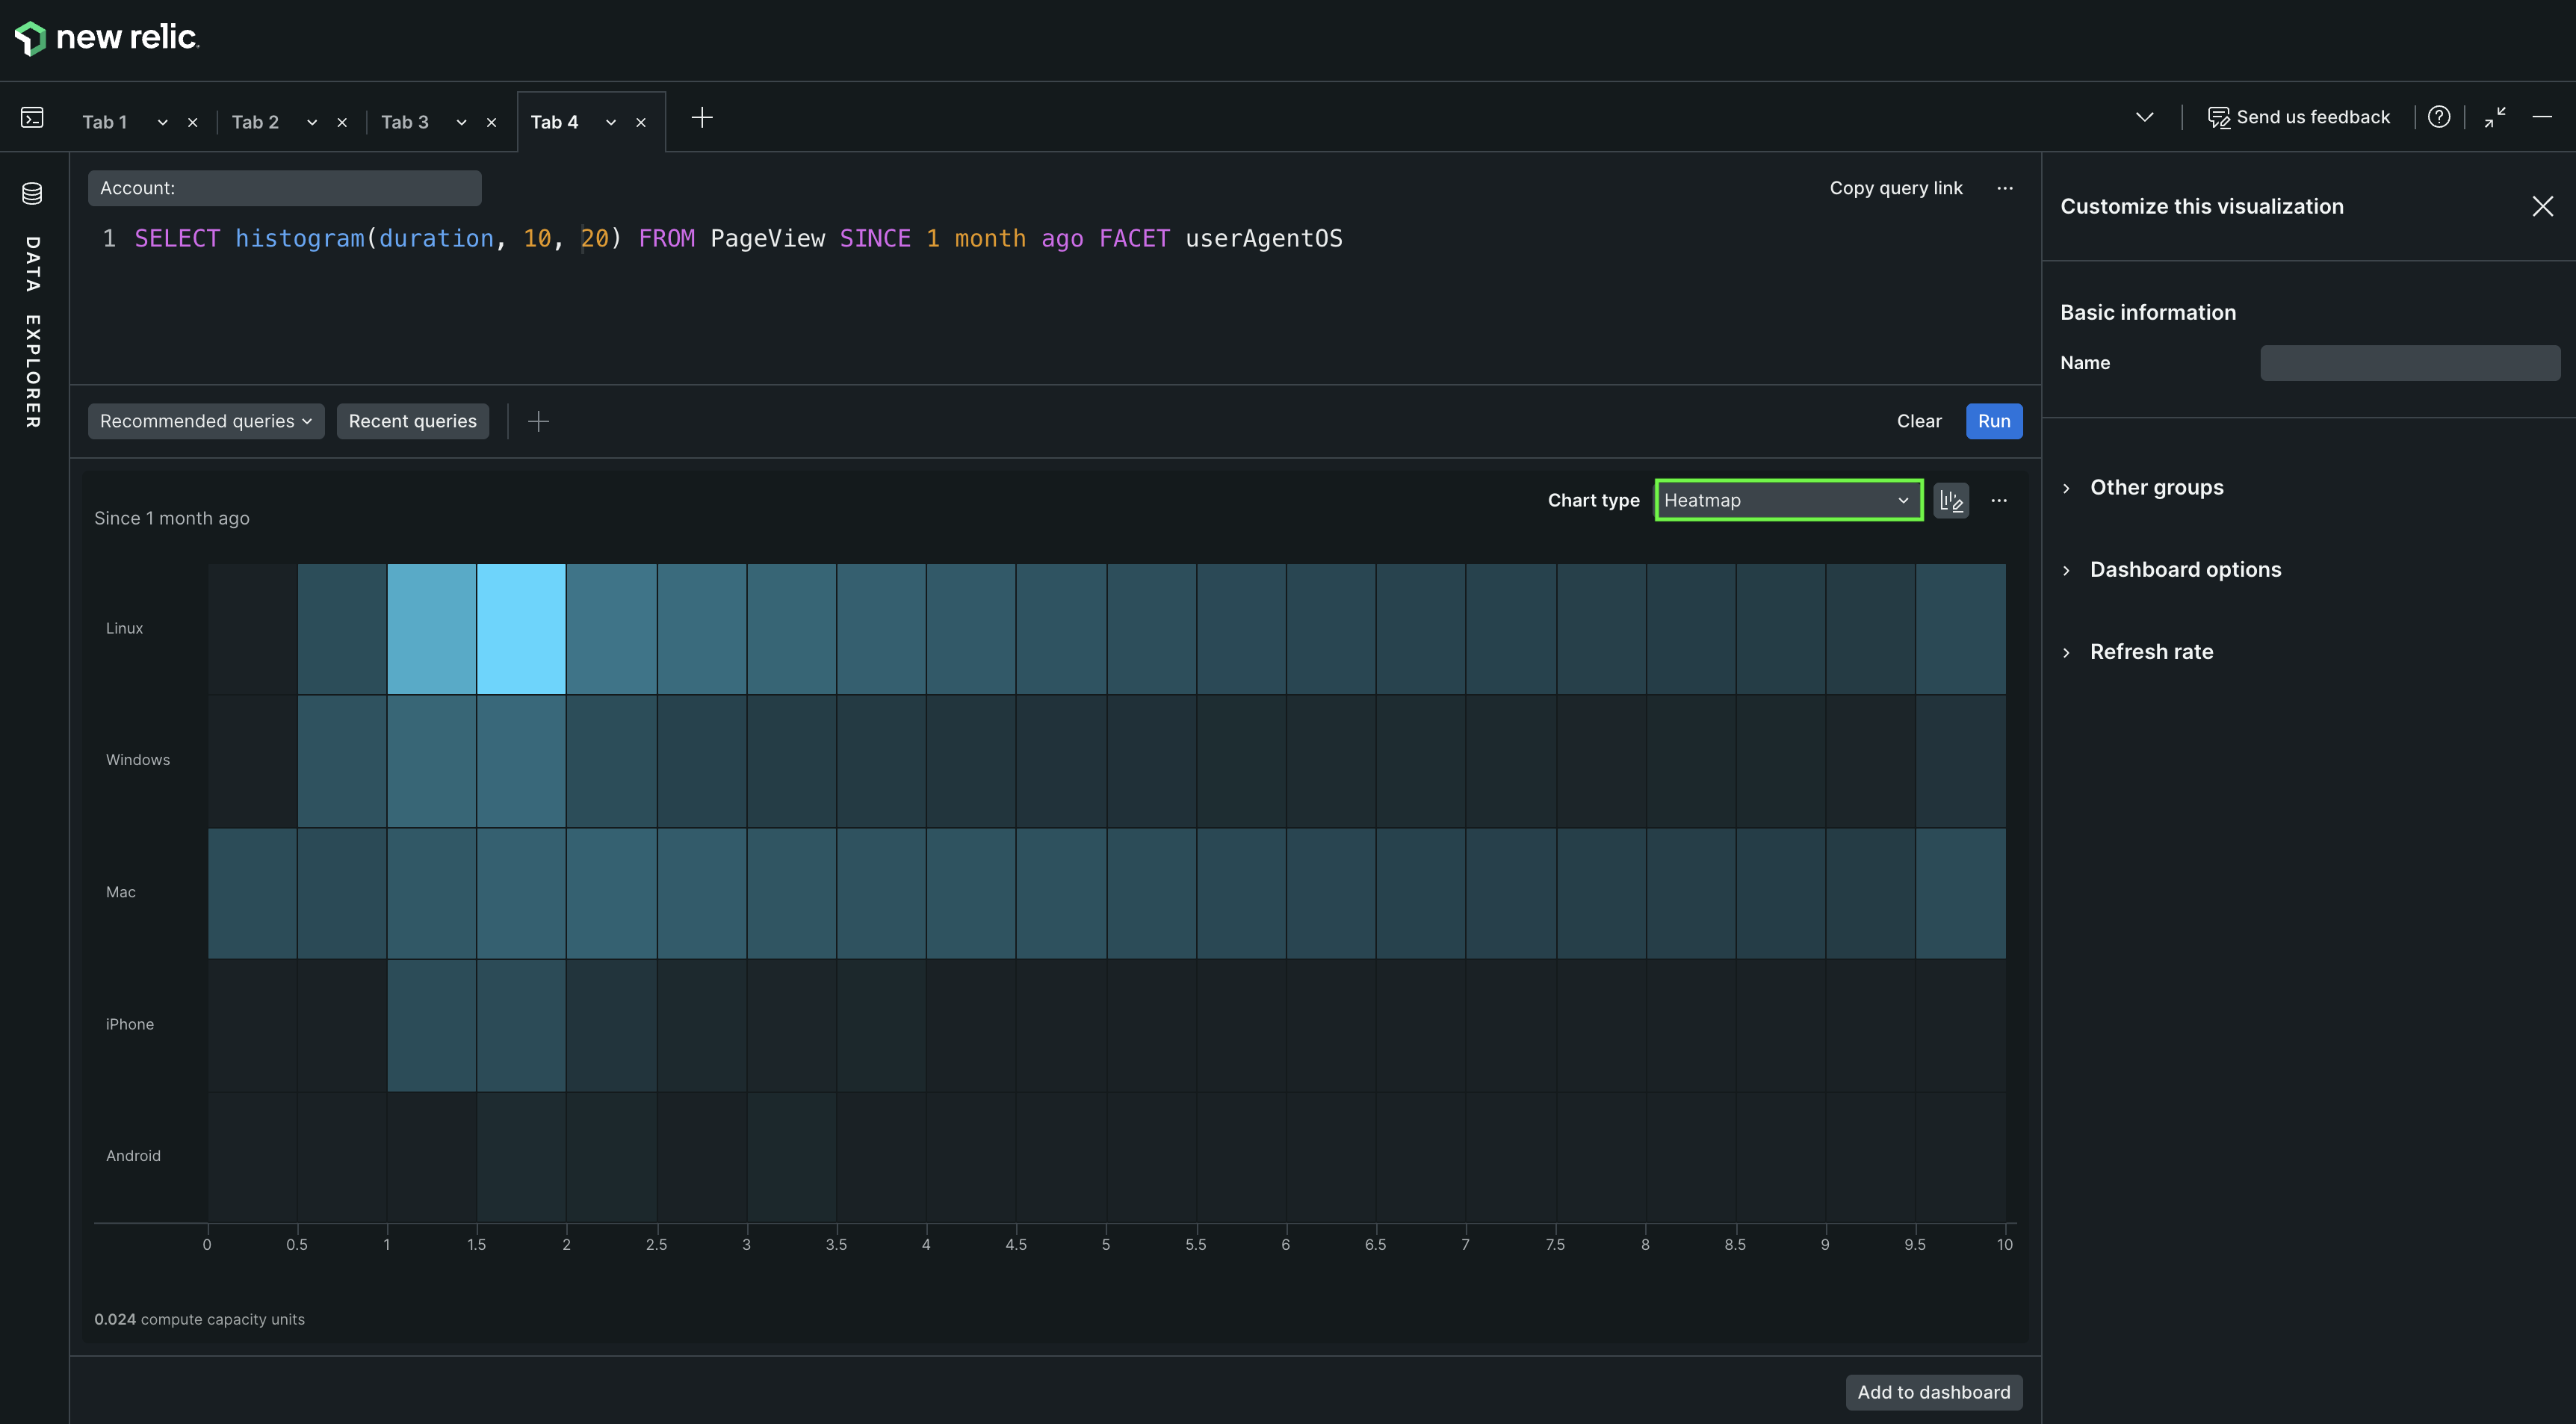 new relic
Tab 1
Tab 2
Tab 3
Tab 4
Send us feedback
DATA EXPLORER
Account:
Copy query link
1 SELECT histogram(duration, 10, 20) FROM PageView SINCE 1 month ago FACET userAgentOS
Recommended queries
Recent queries
Clear
Run
Since 1 month ago
Chart type
Heatmap
Linux
Windows
Mac
iPhone
Android
0 0.5 1 1.5 2 2.5 3 3.5 4 4.5 5 5.5 6 6.5 7 7.5 8 8.5 9 9.5 10
0.024 compute capacity units
Add to dashboard
Customize this visualization
Basic information
Name
Other groups
Dashboard options
Refresh rate